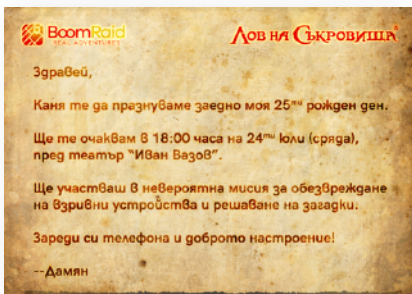 BoomRaid
REAL ADVENTURES
Лов на Съкровища
Здравей,
Каня те да празнуваме заедно моя 25ти рожден ден.
Ще те очаквам в 18:00 часа на 24ти юли (сряда),
пред театър "Иван Вазов".
Ще участваш в невероятна мисия за обезвреждане
на взривни устройства и решаване на загадки.
Зареди си телефона и доброто настроение!
--Дамян